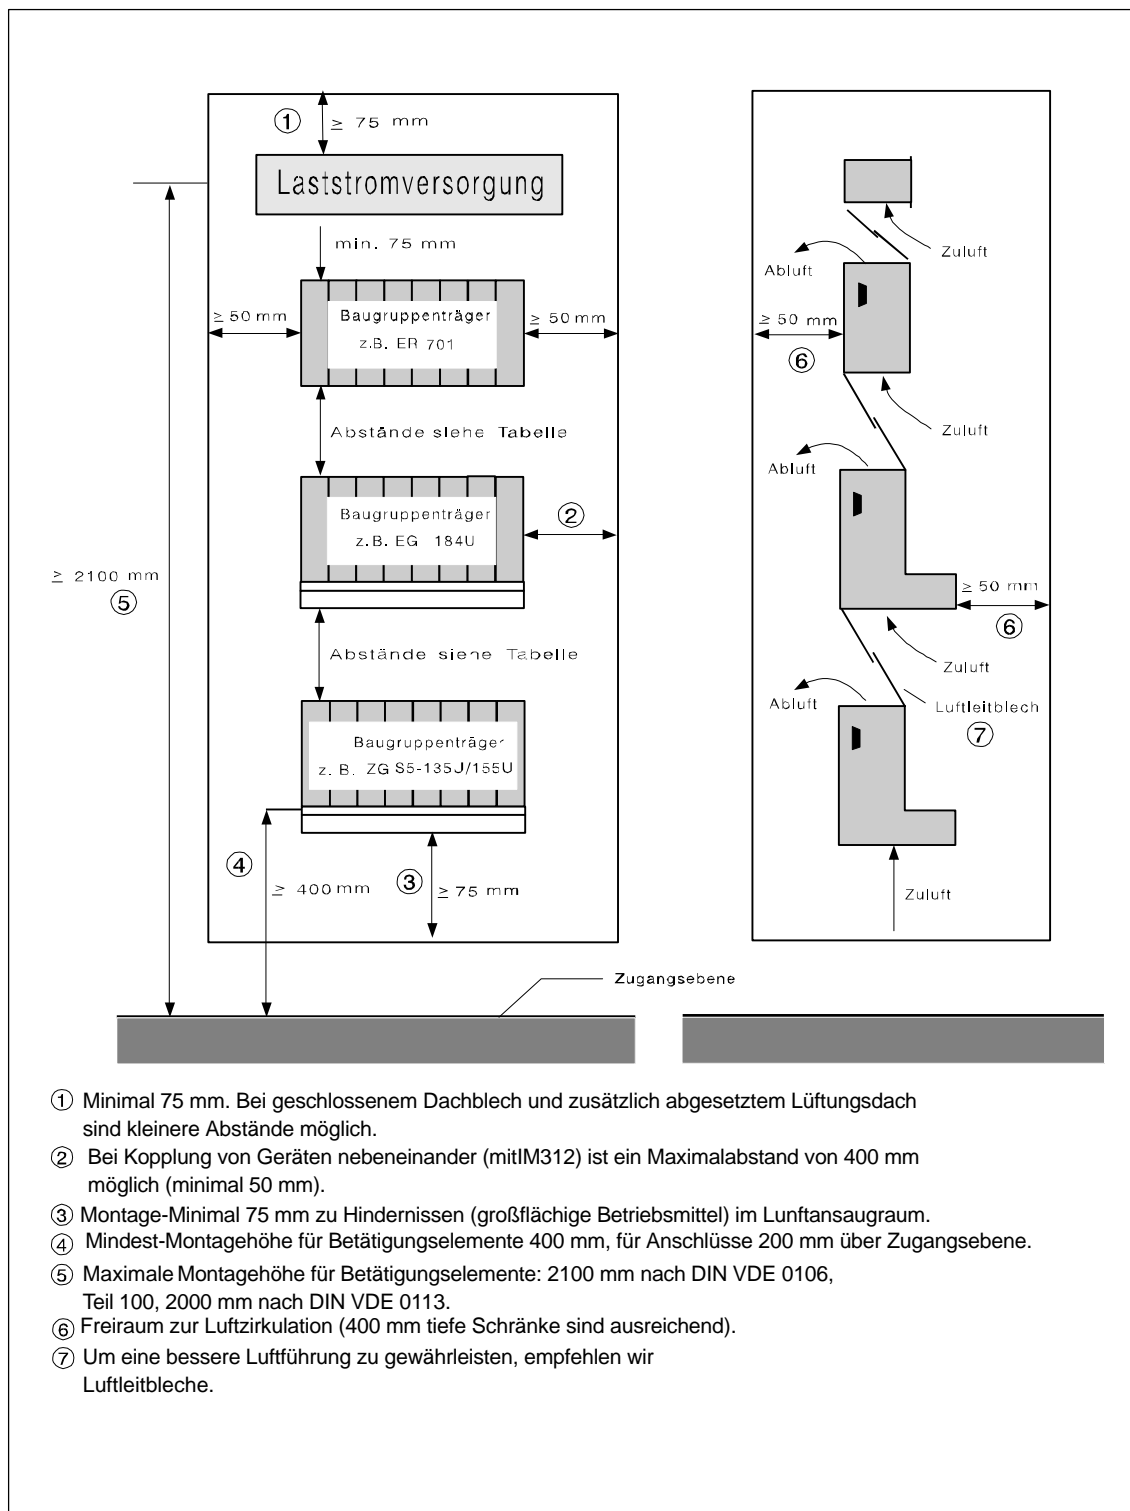 ① ≥ 75 mm
Laststromversorgung
min. 75 mm
≥ 50 mm
Baugruppenträger
z.B. ER 701
≥ 50 mm
Abstände siehe Tabelle
Baugruppenträger
z.B. EG 184U
②
≥ 2100 mm
⑤
Abstände siehe Tabelle
Baugruppenträger
z. B. ZG S5-135J/155U
④
≥ 400 mm
③
≥ 75 mm
Zugangsebene
Zuluft
Abluft
≥ 50 mm
⑥
Zuluft
Abluft
≥ 50 mm
⑥
Zuluft
Abluft
Luftleitblech
⑦
Zuluft
① Minimal 75 mm. Bei geschlossenem Dachblech und zusätzlich abgesetztem Lüftungsdach
sind kleinere Abstände möglich.
② Bei Kopplung von Geräten nebeneinander (mitIM312) ist ein Maximalabstand von 400 mm
möglich (minimal 50 mm).
③ Montage-Minimal 75 mm zu Hindernissen (großflächige Betriebsmittel) im Lunftansaugraum.
④ Mindest-Montagehöhe für Betätigungselemente 400 mm, für Anschlüsse 200 mm über Zugangsebene.
⑤ Maximale Montagehöhe für Betätigungselemente: 2100 mm nach DIN VDE 0106,
Teil 100, 2000 mm nach DIN VDE 0113.
⑥ Freiraum zur Luftzirkulation (400 mm tiefe Schränke sind ausreichend).
⑦ Um eine bessere Luftführung zu gewährleisten, empfehlen wir
Luftleitbleche.